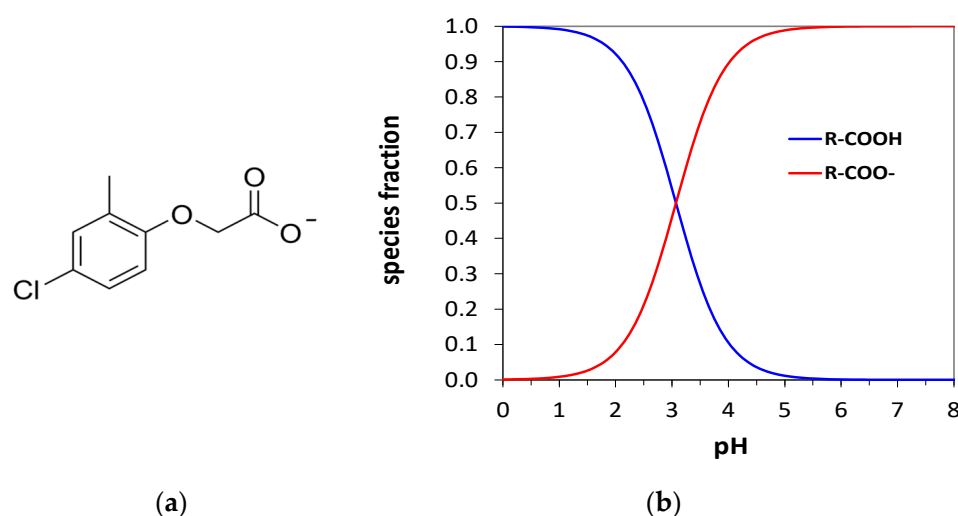 O
O
O⁻
Cl
species fraction
1.0
0.9
0.8
0.7
0.6
0.5
0.4
0.3
0.2
0.1
0.0
R-COOH
R-COO-
0 1 2 3 4 5 6 7 8
pH
(a) (b)